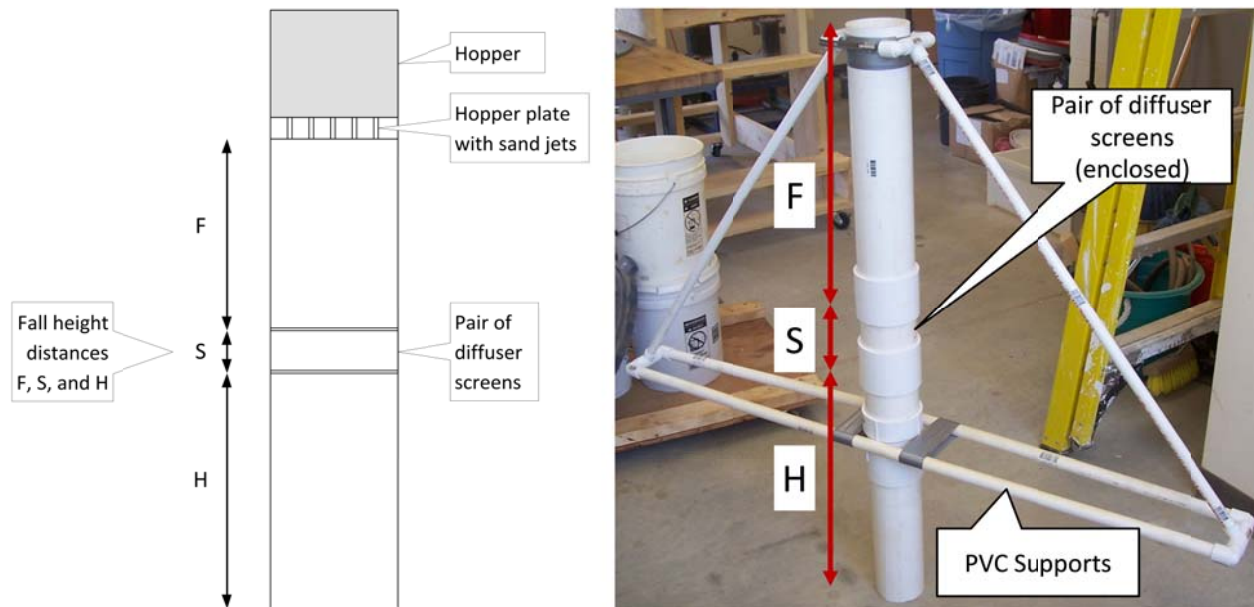 Hopper
Hopper plate
with sand jets
F
Fall height
distances
F, S, and H
S
Pair of
diffuser
screens
H
Pair of diffuser
screens
(enclosed)
F
S
H
PVC Supports